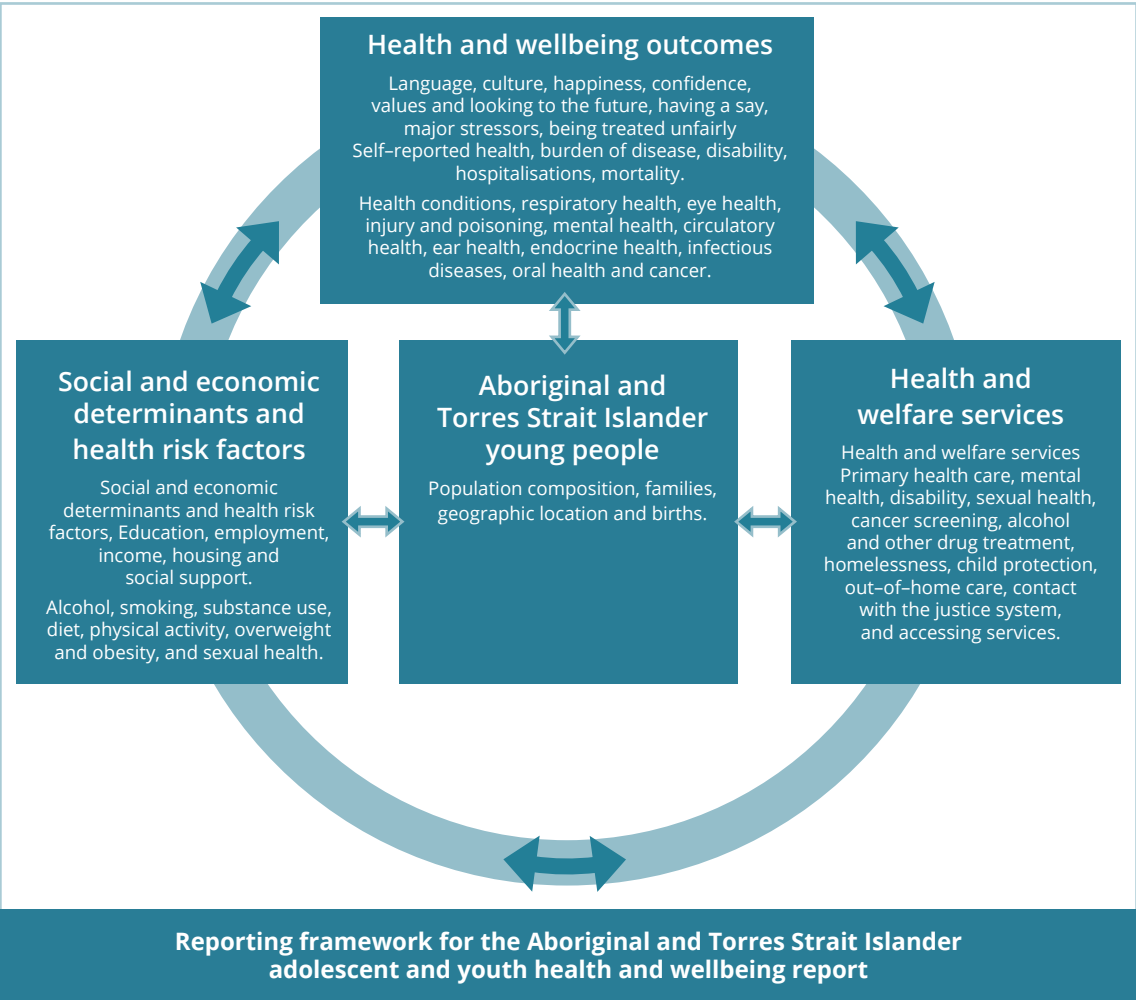 Health and wellbeing outcomes
Language, culture, happiness, confidence,
values and looking to the future, having a say,
major stressors, being treated unfairly
Self–reported health, burden of disease, disability,
hospitalisations, mortality.
Health conditions, respiratory health, eye health,
injury and poisoning, mental health, circulatory
health, ear health, endocrine health, infectious
diseases, oral health and cancer.
Social and economic
determinants and
health risk factors
Social and economic
determinants and health risk
factors, Education, employment,
income, housing and
social support.
Alcohol, smoking, substance use,
diet, physical activity, overweight
and obesity, and sexual health.
Aboriginal and
Torres Strait Islander
young people
Population composition, families,
geographic location and births.
Health and
welfare services
Health and welfare services
Primary health care, mental
health, disability, sexual health,
cancer screening, alcohol
and other drug treatment,
homelessness, child protection,
out–of–home care, contact
with the justice system,
and accessing services.
Reporting framework for the Aboriginal and Torres Strait Islander
adolescent and youth health and wellbeing report